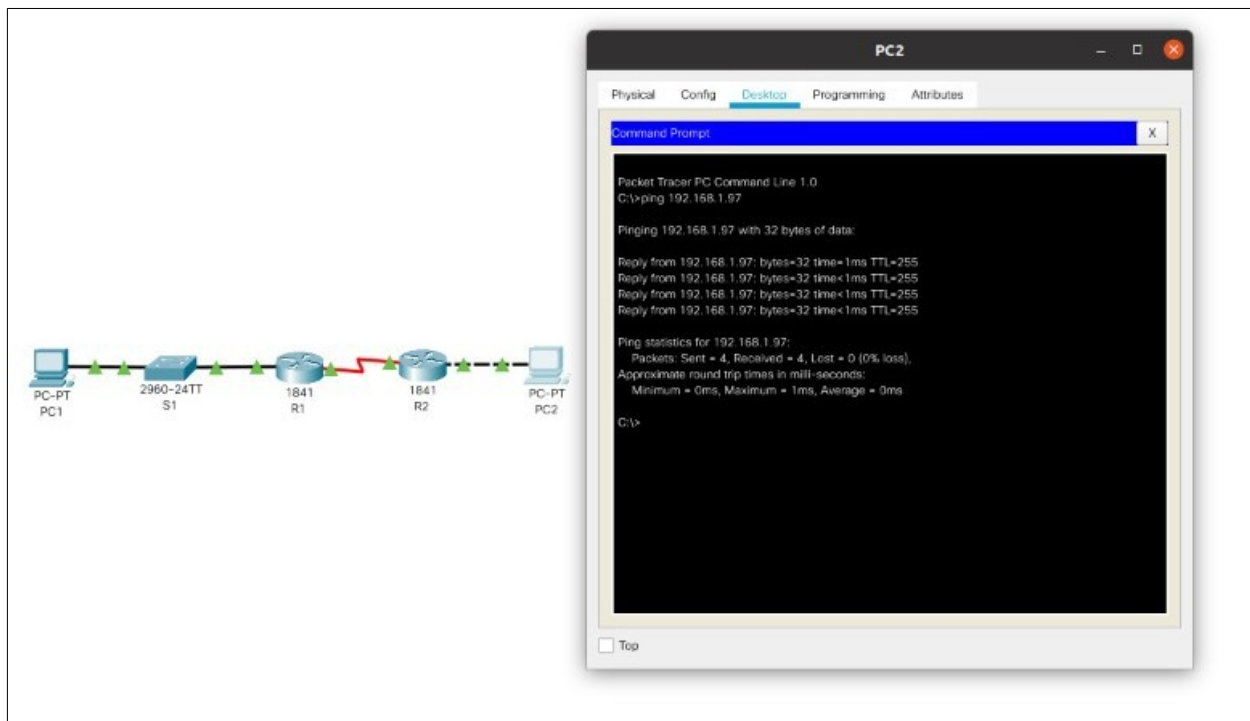 PC-PT
PC1
2960-24TT
S1
1841
R1
1841
R2
PC-PT
PC2
PC2
Physical Config Desktop Programming Attributes
Command Prompt X
Packet Tracer PC Command Line 1.0
C:\>ping 192.168.1.97
Pinging 192.168.1.97 with 32 bytes of data:
Reply from 192.168.1.97: bytes=32 time=1ms TTL=255
Reply from 192.168.1.97: bytes=32 time<1ms TTL=255
Reply from 192.168.1.97: bytes=32 time<1ms TTL=255
Reply from 192.168.1.97: bytes=32 time<1ms TTL=255
Ping statistics for 192.168.1.97:
Packets: Sent = 4, Received = 4, Lost = 0 (0% loss),
Approximate round trip times in milli-seconds:
Minimum = 0ms, Maximum = 1ms, Average = 0ms
C:\>
Top